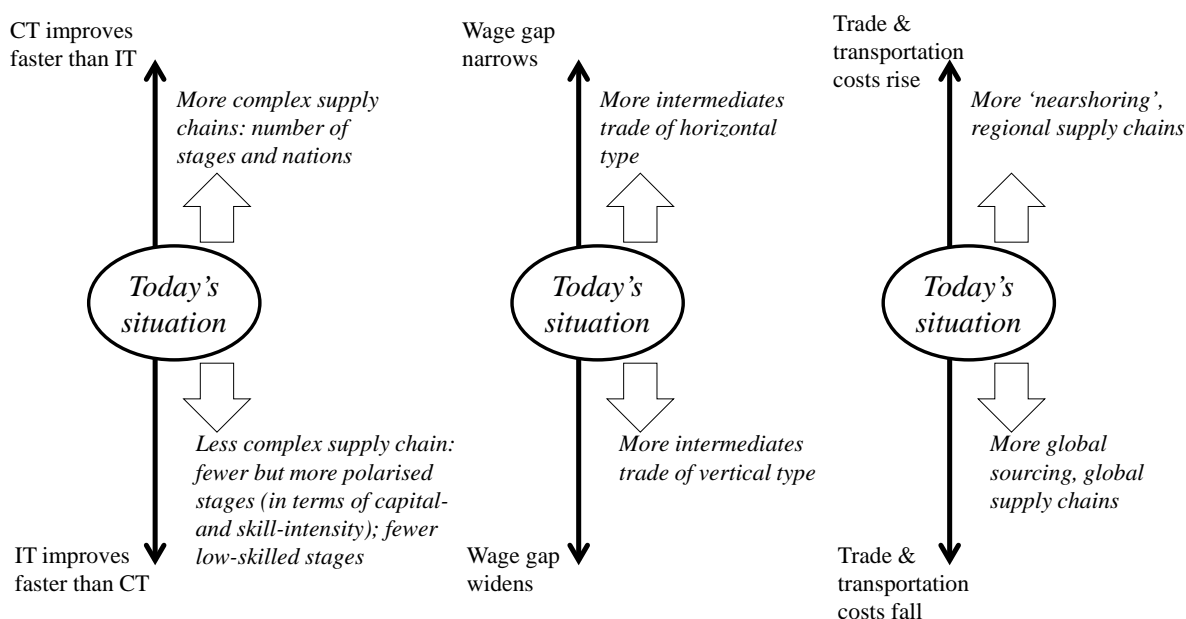 CT improves
faster than IT
More complex supply
chains: number of
stages and nations
Today's
situation
Less complex supply chain:
fewer but more polarised
stages (in terms of capital-
and skill-intensity); fewer
low-skilled stages
IT improves
faster than CT
Wage gap
narrows
More intermediates
trade of horizontal
type
Today's
situation
More intermediates
trade of vertical type
Wage gap
widens
Trade &
transportation
costs rise
More ‘nearshoring’,
regional supply chains
Today's
situation
More global
sourcing, global
supply chains
Trade &
transportation
costs fall